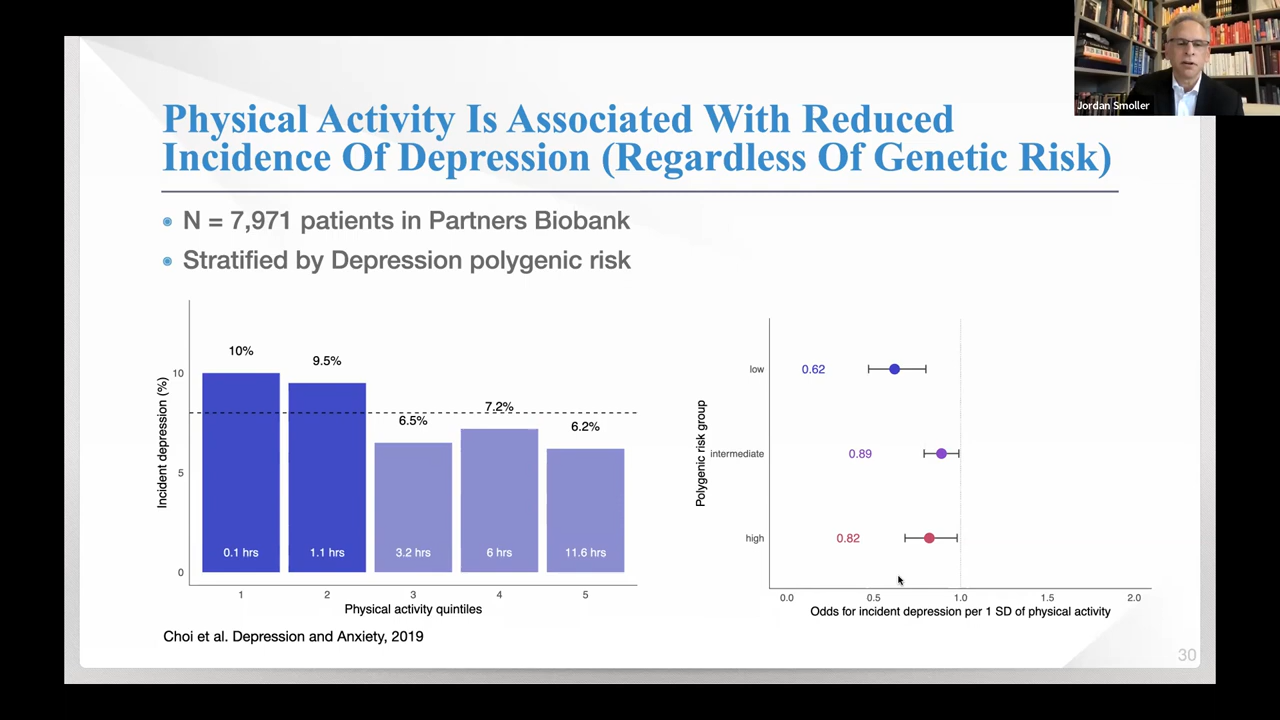 Jordan Smoller
Physical Activity Is Associated With Reduced
Incidence Of Depression (Regardless Of Genetic Risk)
N = 7,971 patients in Partners Biobank
Stratified by Depression polygenic risk
Incident depression (%)
10
5
0
10%
9.5%
6.5%
7.2%
6.2%
0.1 hrs
1.1 hrs
3.2 hrs
6 hrs
11.6 hrs
1
2
3
4
5
Physical activity quintiles
Polygenic risk group
low
0.62
intermediate
0.89
high
0.82
0.0
0.5
1.0
1.5
2.0
Odds for incident depression per 1 SD of physical activity
Choi et al. Depression and Anxiety, 2019
30